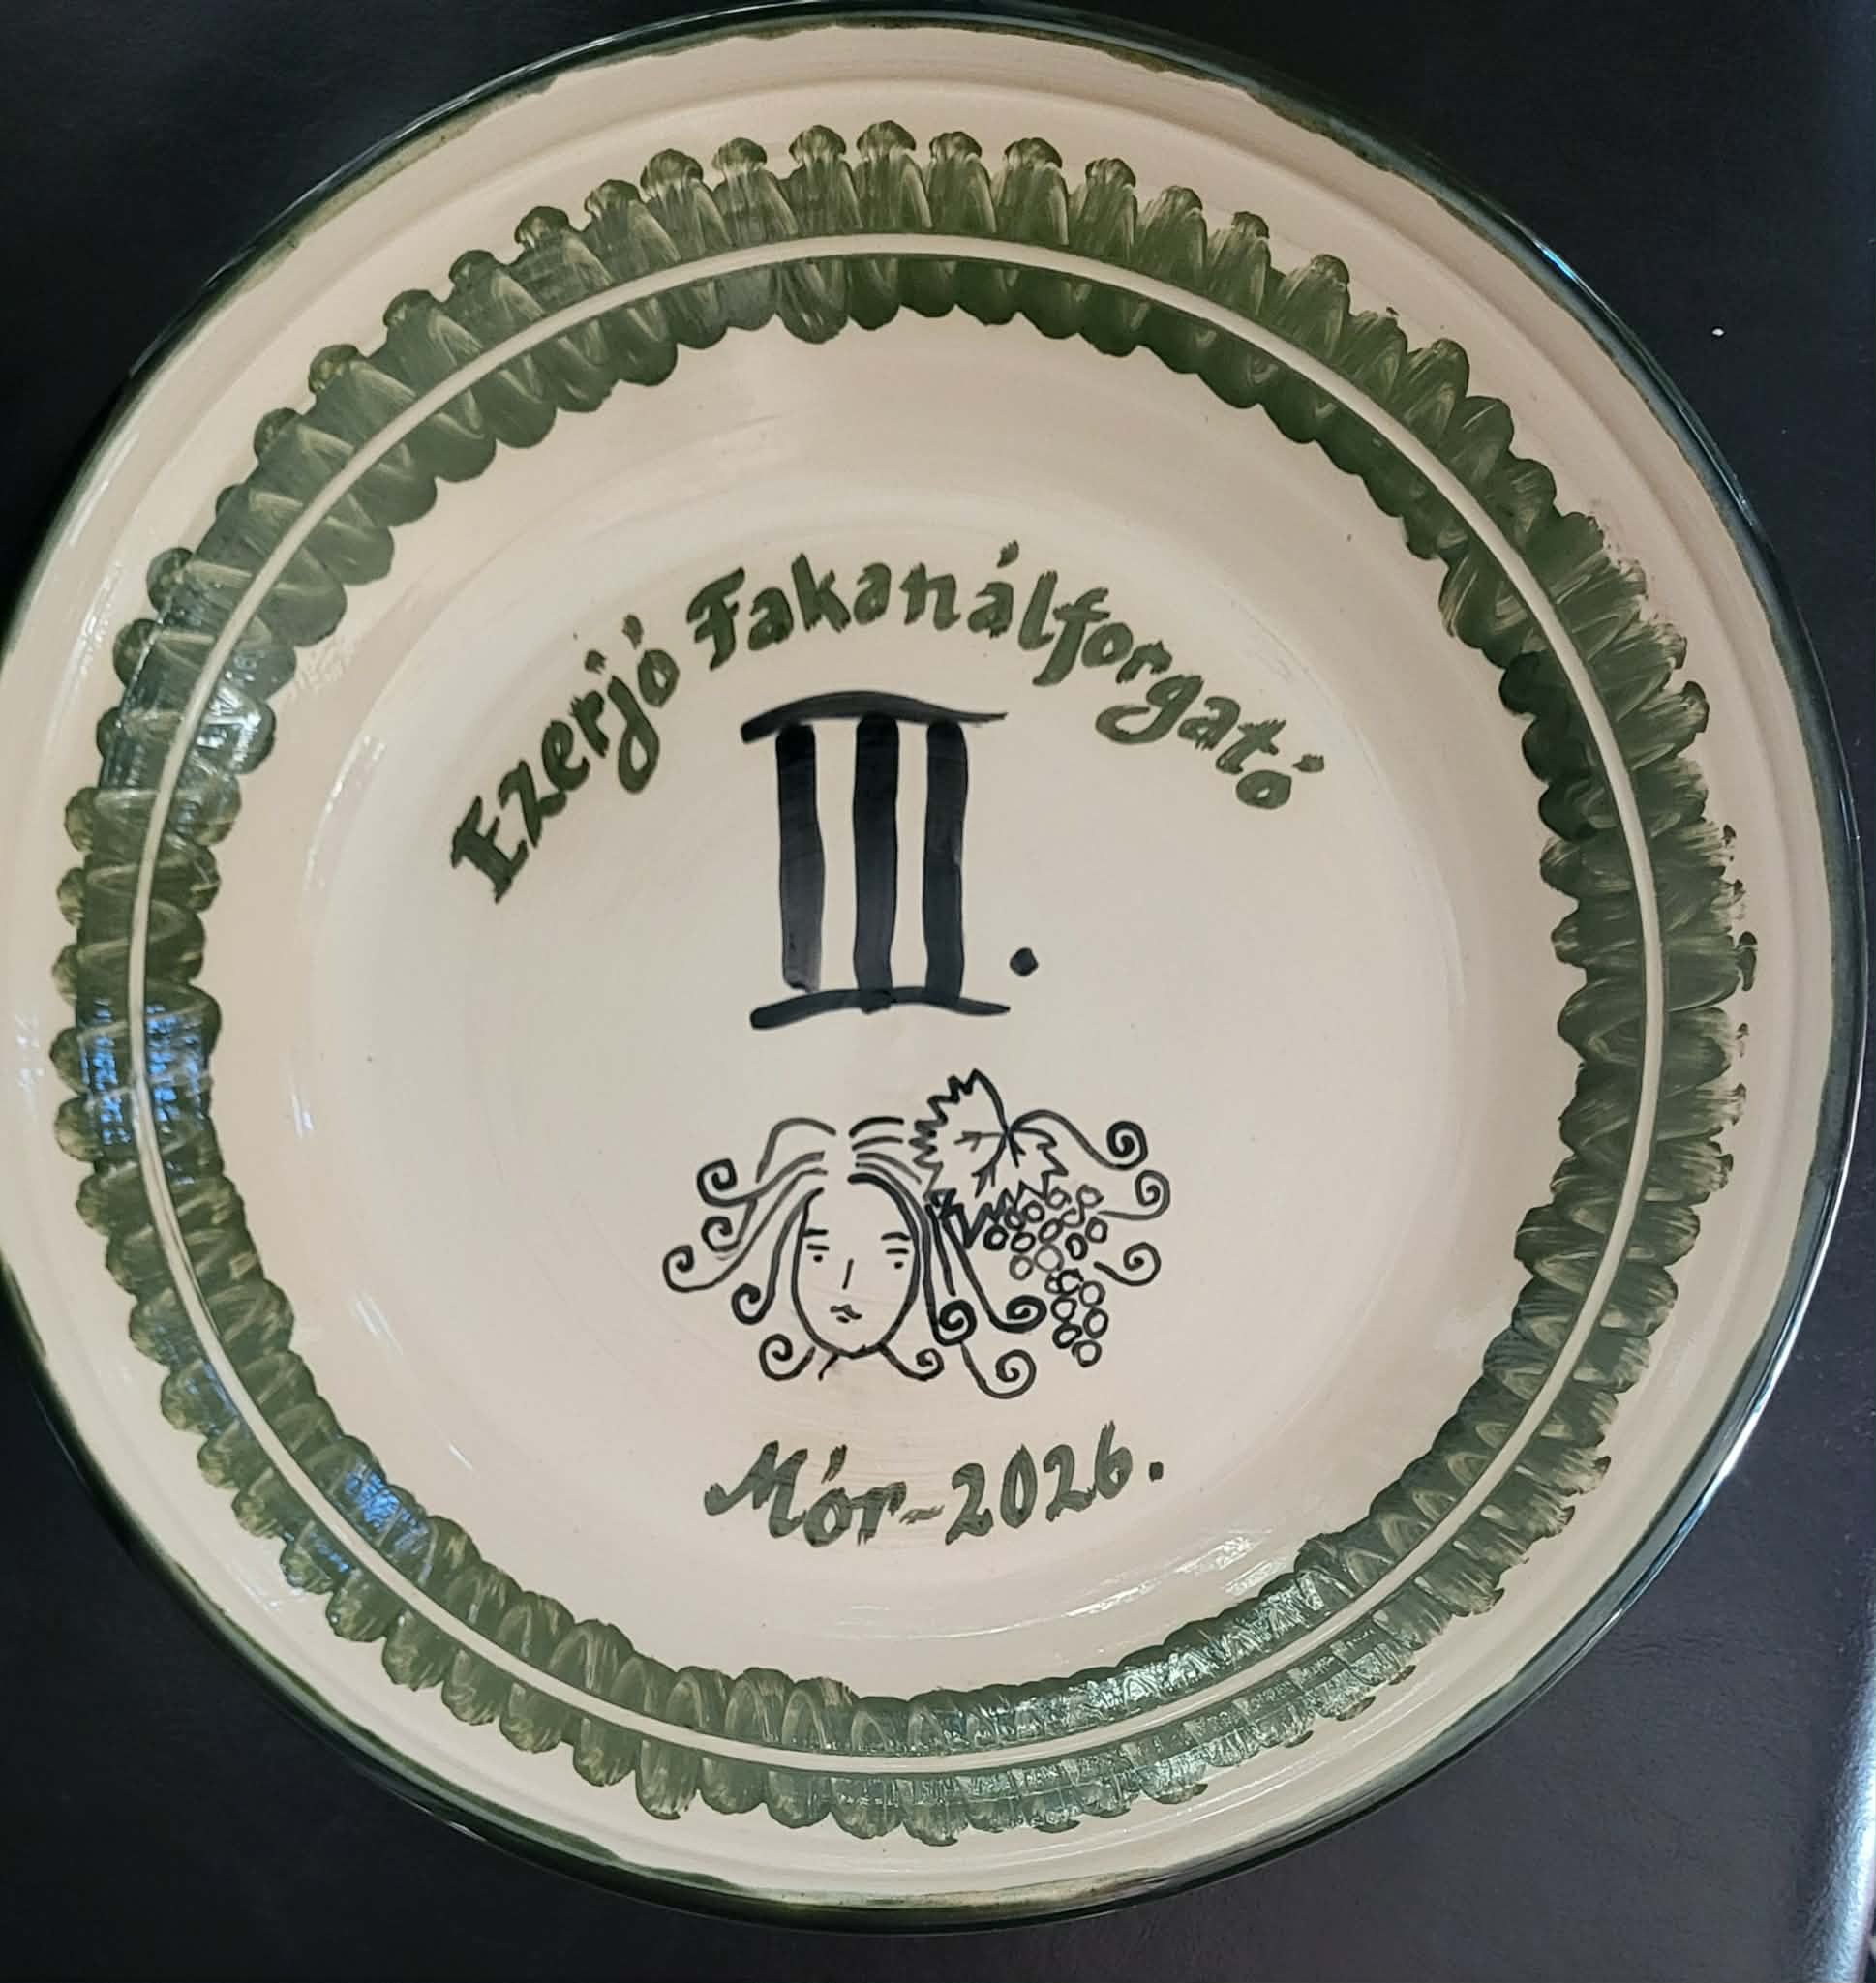 Ezerjó Fakanálforgató
III.
Mór-2026.